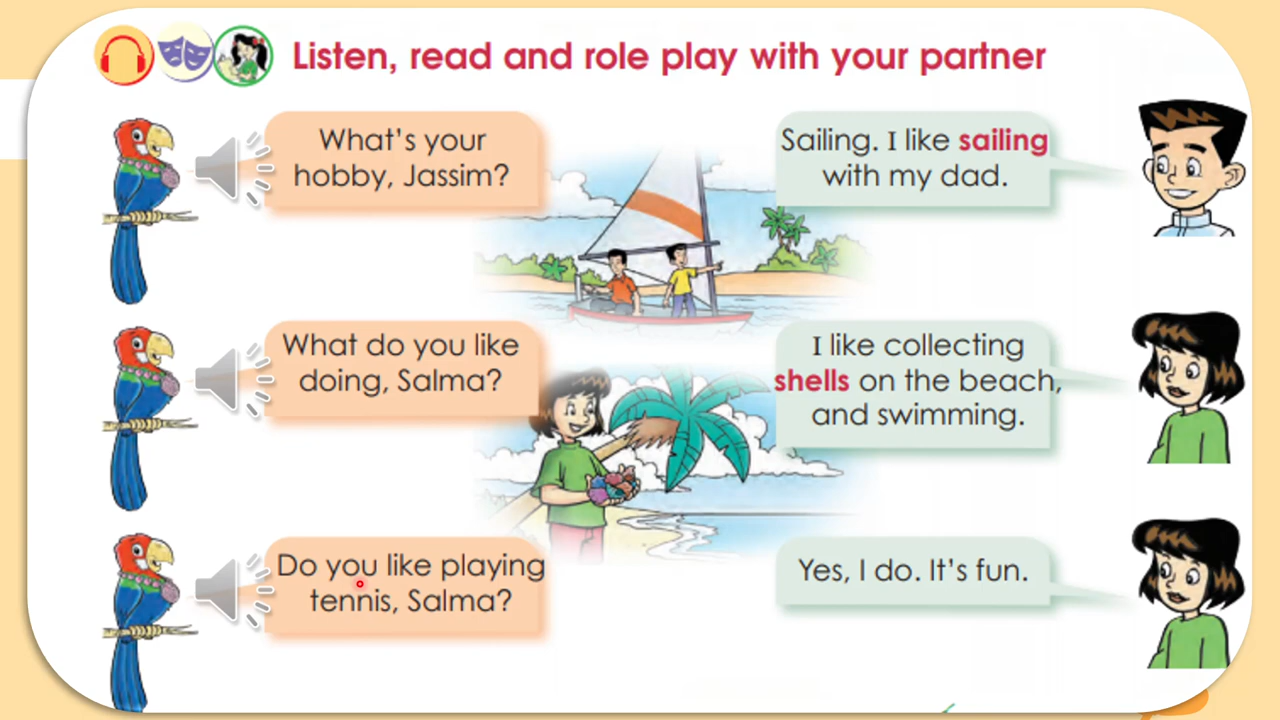 Listen, read and role play with your partner
What's your
hobby, Jassim?
Sailing. I like sailing
with my dad.
What do you like
doing, Salma?
I like collecting
shells on the beach,
and swimming.
Do you like playing
tennis, Salma?
Yes, I do. It's fun.